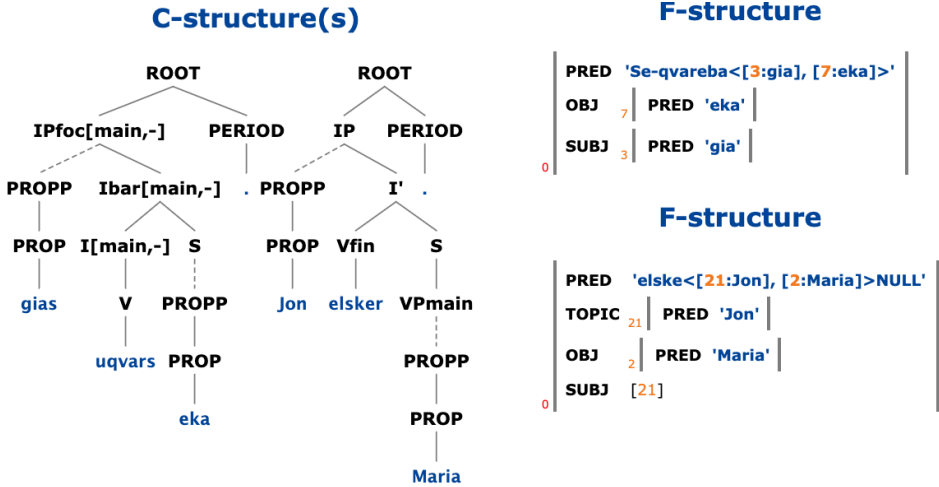 C-structure(s)
ROOT ROOT
IPfoc[main,-] PERIOD IP PERIOD
PROPP Ibar[main,-] . PROPP I' .
PROP I[main,-] S PROP Vfin S
gias V PROPP Jon elsker VPmain
uqvars PROP PROPP
eka PROP
Maria
F-structure
PRED 'Se-qvareba<[3:gia], [7:eka]>'
OBJ 7 PRED 'eka'
SUBJ 3 PRED 'gia'
0
F-structure
PRED 'elske<[21:Jon], [2:Maria]>NULL'
TOPIC 21 PRED 'Jon'
OBJ 2 PRED 'Maria'
SUBJ [21]
0